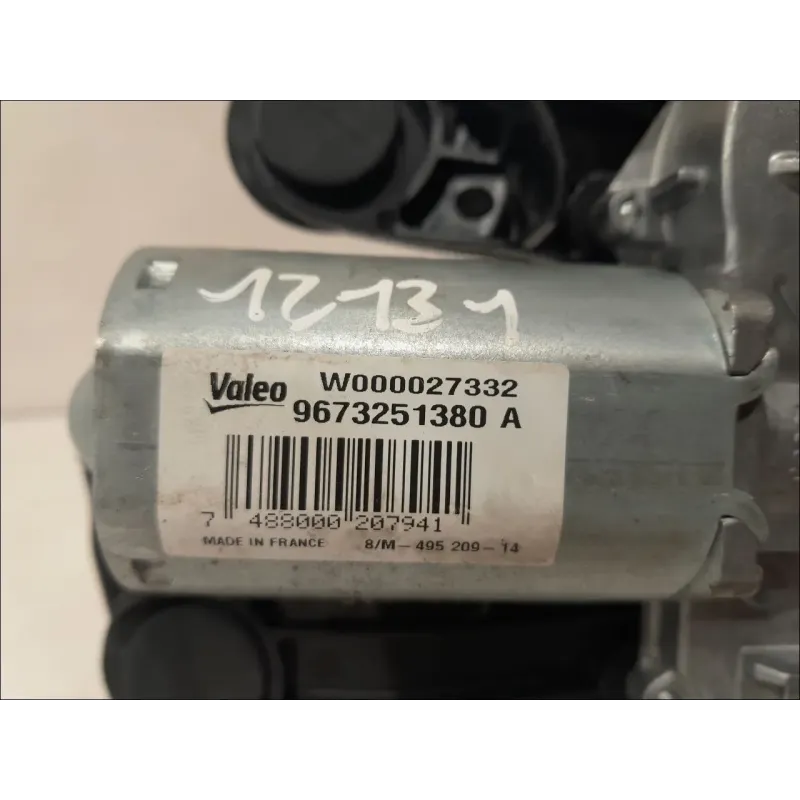 12131
Valeo W000027332
9673251380 A
7 488000 207941
MADE IN FRANCE 8/M-495 209-14